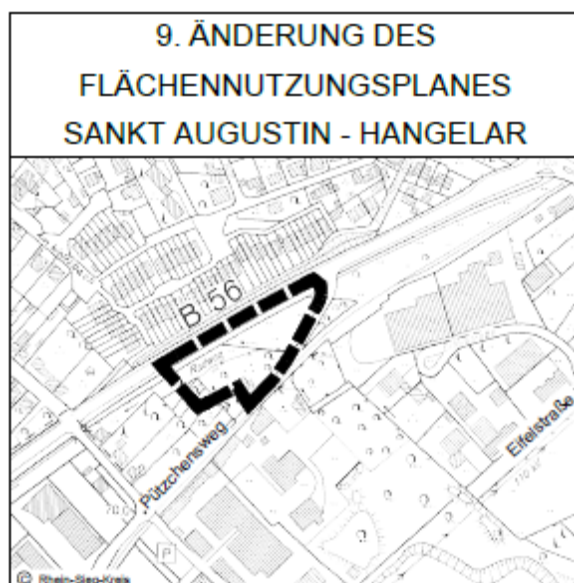 9. ÄNDERUNG DES
FLÄCHENNUTZUNGSPLANES
SANKT AUGUSTIN - HANGELAR
B 56
Pützchensweg
Eifelstraße
P
© Rhein-Sieg-Kreis